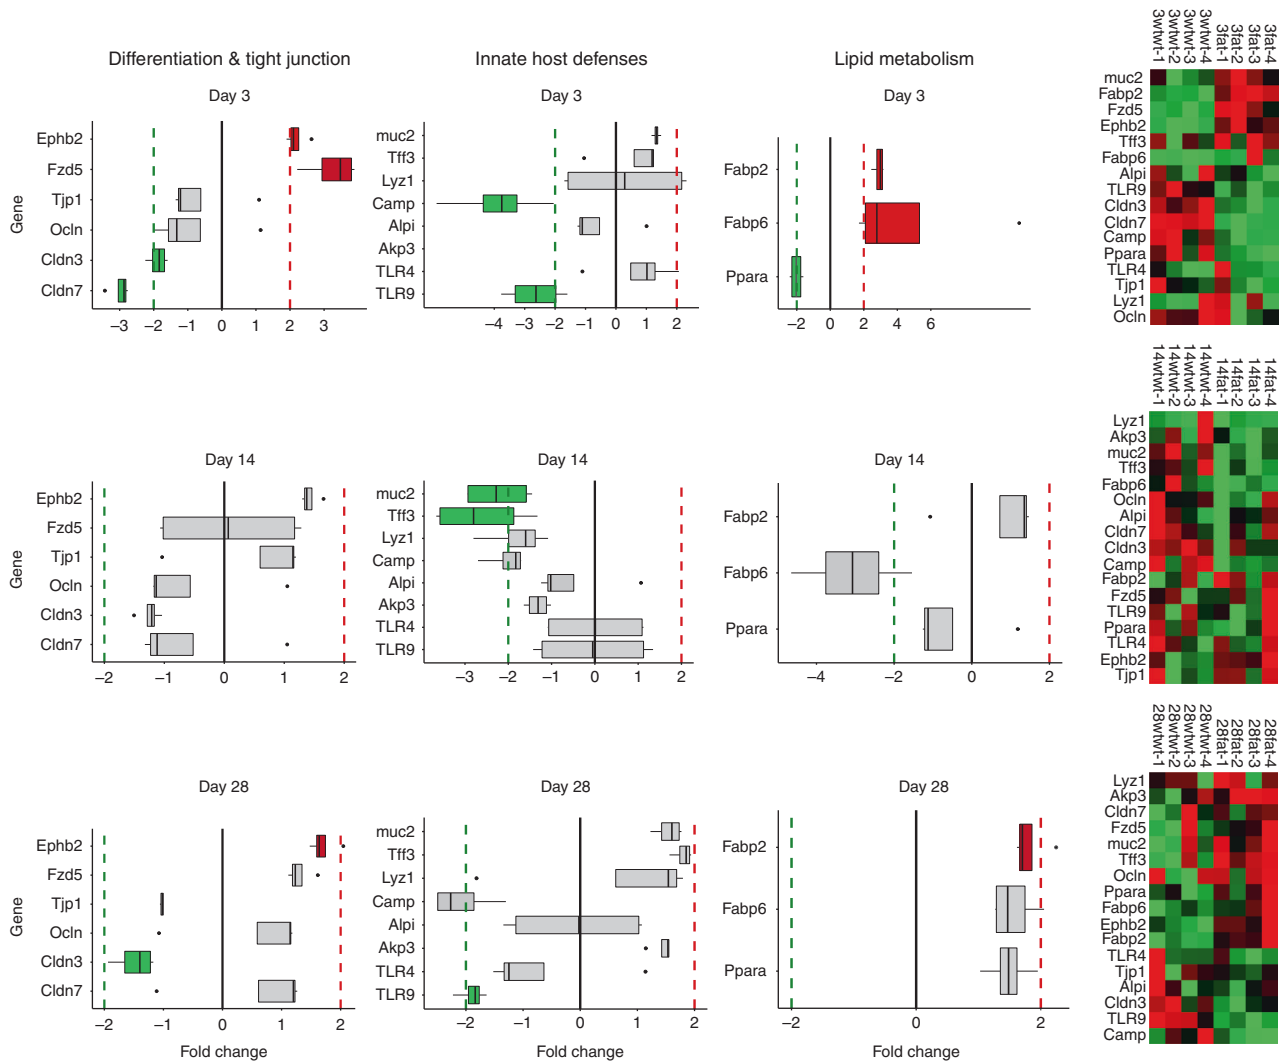 Differentiation & tight junction
Innate host defenses
Lipid metabolism
Day 3
Day 3
Day 3
Gene
Ephb2
Fzd5
Tjp1
Ocln
Cldn3
Cldn7
−3 −2 −1 0 1 2 3
muc2
Tff3
Lyz1
Camp
Alpi
Akp3
TLR4
TLR9
−4 −2 0 2
Fabp2
Fabp6
Ppara
−2 0 2 4 6
3wtwt-1
3wtwt-2
3wtwt-3
3wtwt-4
3fat-1
3fat-2
3fat-3
3fat-4
muc2
Fabp2
Fzd5
Ephb2
Tff3
Fabp6
Alpi
TLR9
Cldn3
Cldn7
Camp
Ppara
TLR4
Tjp1
Lyz1
Ocln
Day 14
Day 14
Day 14
Gene
Ephb2
Fzd5
Tjp1
Ocln
Cldn3
Cldn7
−2 −1 0 1 2
muc2
Tff3
Lyz1
Camp
Alpi
Akp3
TLR4
TLR9
−4 −3 −2 −1 0 1 2
Fabp2
Fabp6
Ppara
−4 −2 0 2
14wtwt-1
14wtwt-2
14wtwt-3
14wtwt-4
14fat-1
14fat-2
14fat-3
14fat-4
Lyz1
Akp3
muc2
Tff3
Fabp6
Ocln
Alpi
Cldn7
Cldn3
Camp
Fabp2
Fzd5
TLR9
Ppara
TLR4
Ephb2
Tjp1
Day 28
Day 28
Day 28
Gene
Ephb2
Fzd5
Tjp1
Ocln
Cldn3
Cldn7
−2 −1 0 1 2
Fold change
muc2
Tff3
Lyz1
Camp
Alpi
Akp3
TLR4
TLR9
−2 −1 0 1 2
Fold change
Fabp2
Fabp6
Ppara
−2 0 2
Fold change
28wtwt-1
28wtwt-2
28wtwt-3
28wtwt-4
28fat-1
28fat-2
28fat-3
28fat-4
Lyz1
Akp3
Cldn7
Fzd5
muc2
Tff3
Ocln
Ppara
Fabp6
Ephb2
Fabp2
TLR4
Tjp1
Alpi
Cldn3
TLR9
Camp